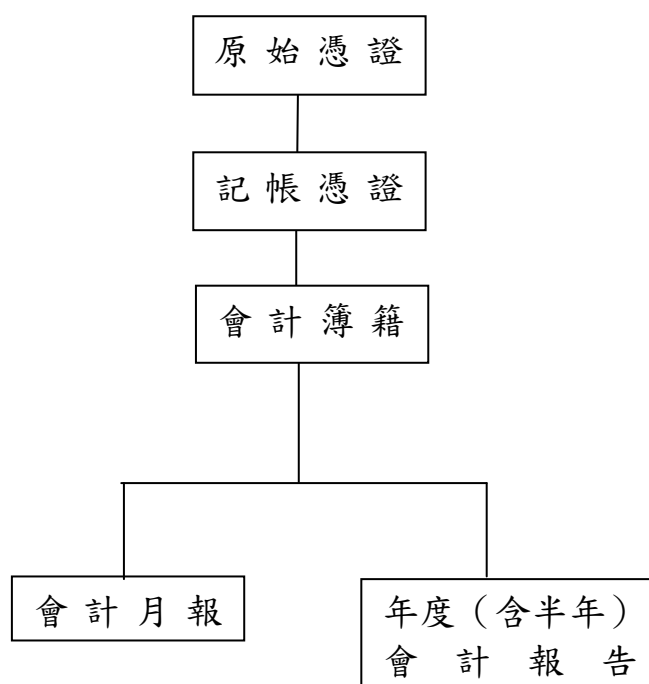 原始憑證
記帳憑證
會計簿籍
會計月報
年度（含半年）
會計報告